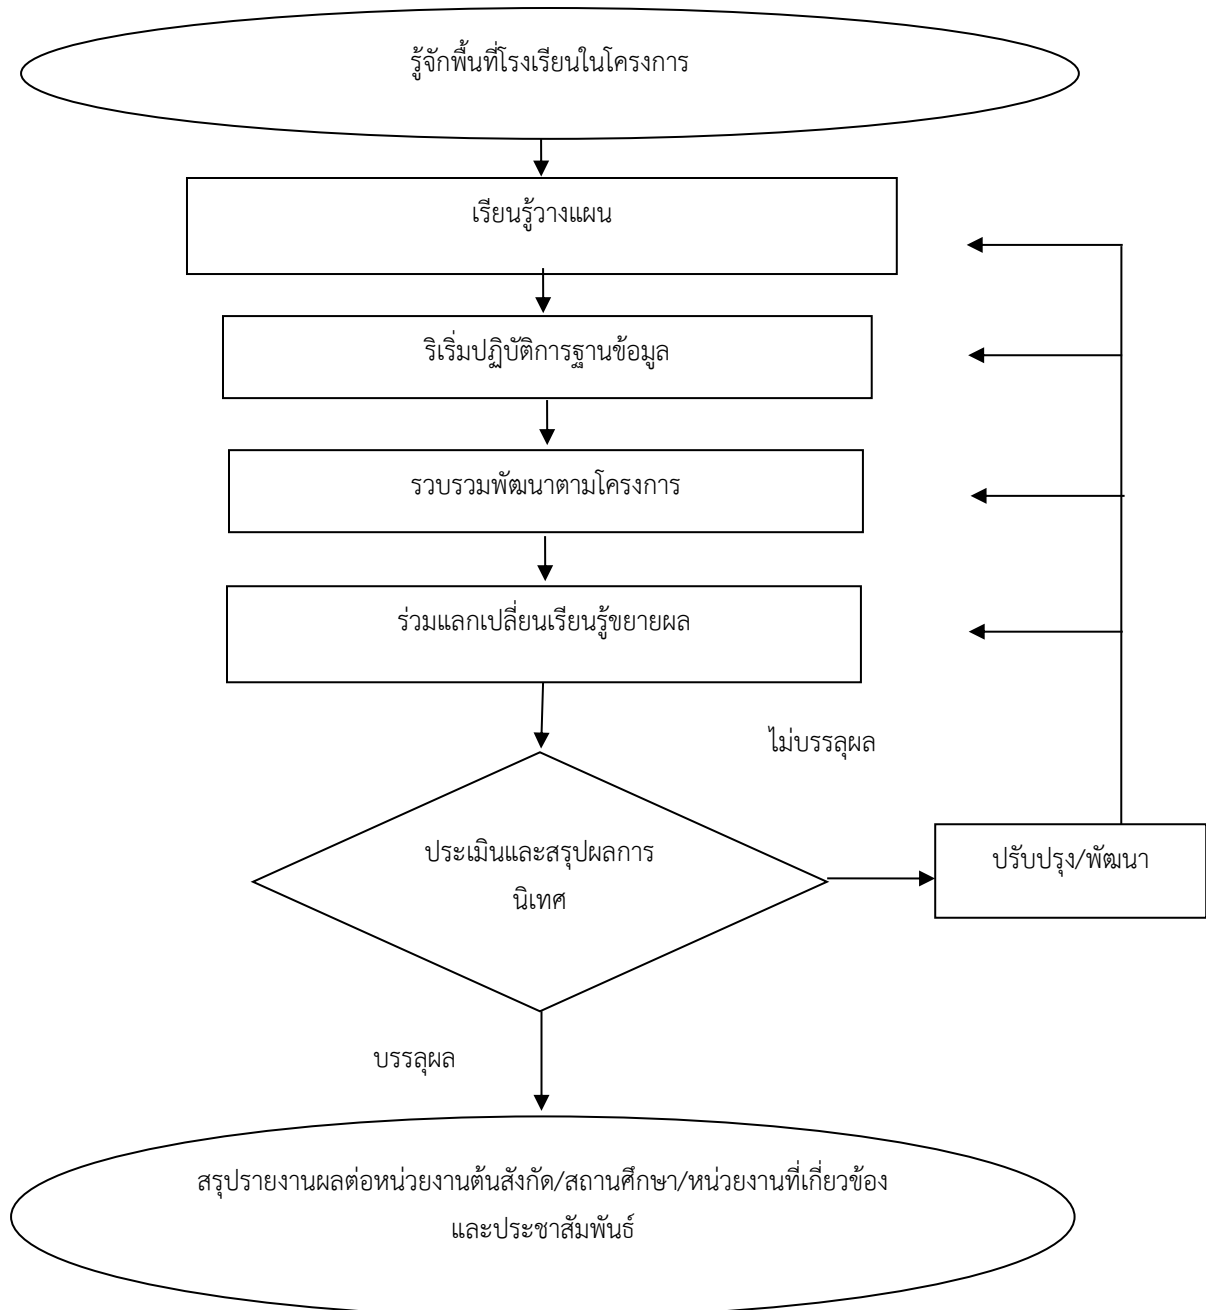 รู้จักพื้นที่โรงเรียนในโครงการ
เรียนรู้วางแผน
ริเริ่มปฏิบัติการฐานข้อมูล
รวบรวมพัฒนาตามโครงการ
ร่วมแลกเปลี่ยนเรียนรู้ขยายผล
ไม่บรรลุผล
ประเมินและสรุปผลการ
นิเทศ
ปรับปรุง/พัฒนา
บรรลุผล
สรุปรายงานผลต่อหน่วยงานต้นสังกัด/สถานศึกษา/หน่วยงานที่เกี่ยวข้อง
และประชาสัมพันธ์